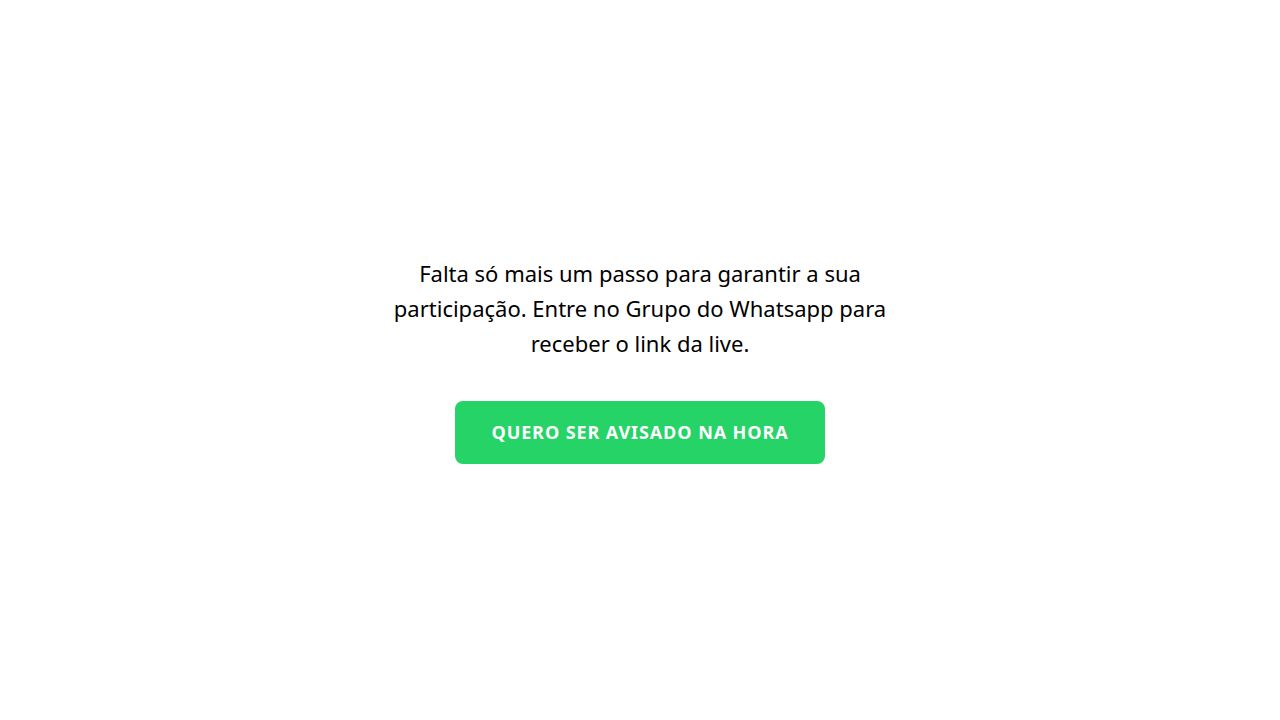 Falta só mais um passo para garantir a sua
participação. Entre no Grupo do Whatsapp para
receber o link da live.
QUERO SER AVISADO NA HORA